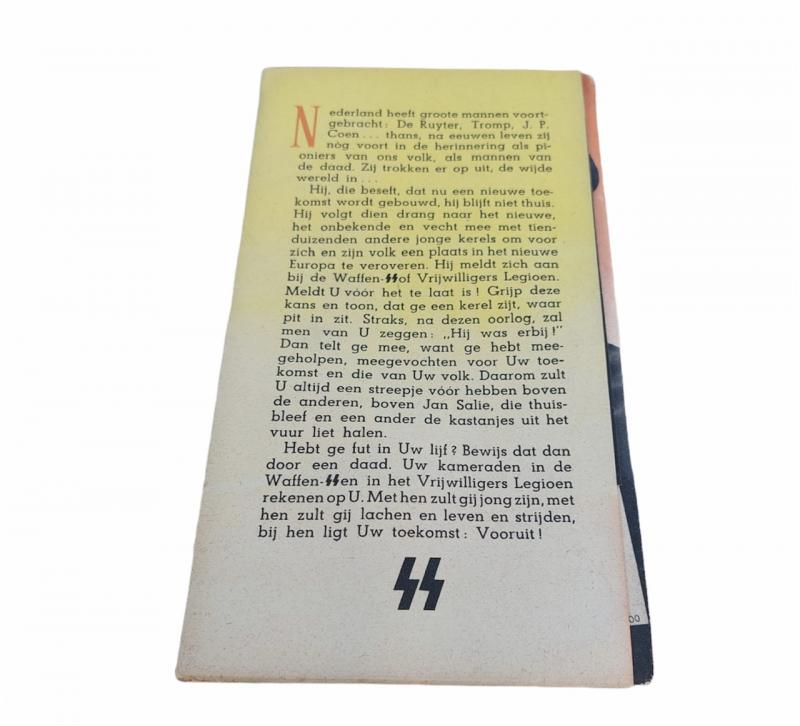 Nederland heeft groote mannen voort-
gebracht: De Ruyter, Tromp, J. P.
Coen... thans, na eeuwen leven zij
nòg voort in de herinnering als pi-
oniers van ons volk, als mannen van
de daad. Zij trokken er op uit, de wijde
wereld in...
Hij, die beseft, dat nu een nieuwe toe-
komst wordt gebouwd, hij blijft niet thuis.
Hij volgt dien drang naar het nieuwe,
het onbekende en vecht mee met tien-
duizenden andere jonge kerels om voor
zich en zijn volk een plaats in het nieuwe
Europa te veroveren. Hij meldt zich aan
bij de Waffen-SS of Vrijwilligers Legioen.
Meldt U vóór het te laat is! Grijp deze
kans en toon, dat ge een kerel zijt, waar
pit in zit. Straks, na dezen oorlog, zal
men van U zeggen: „Hij was erbij!"
Dan telt ge mee, want ge hebt mee-
geholpen, meegevochten voor Uw toe-
komst en die van Uw volk. Daarom zult
U altijd een streepje vóór hebben boven
de anderen, boven Jan Salie, die thuis-
bleef en een ander de kastanjes uit het
vuur liet halen.
Hebt ge fut in Uw lijf? Bewijs dat dan
door een daad. Uw kameraden in de
Waffen-SS en in het Vrijwilligers Legioen
rekenen op U. Met hen zult gij jong zijn, met
hen zult gij lachen en leven en strijden,
bij hen ligt Uw toekomst: Vooruit!
SS